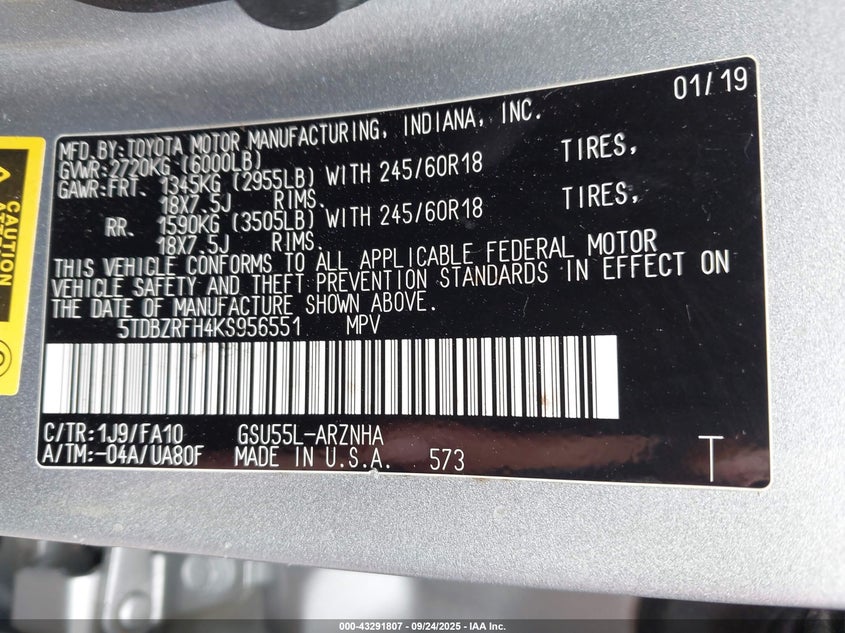 01/19
MFD.BY:TOYOTA MOTOR MANUFACTURING, INDIANA, INC.
GVWR:2720KG (6000LB)
GAWR:FRT. 1345KG (2955LB) WITH 245/60R18 TIRES,
18X7.5J RIMS.
RR. 1590KG (3505LB) WITH 245/60R18 TIRES,
18X7.5J RIMS.
THIS VEHICLE CONFORMS TO ALL APPLICABLE FEDERAL MOTOR
VEHICLE SAFETY AND THEFT PREVENTION STANDARDS IN EFFECT ON
THE DATE OF MANUFACTURE SHOWN ABOVE.
5TDBZRFH4KS956551 MPV
C/TR:1J9/FA10 GSU55L-ARZNHA
A/TM:-04A/UA80F MADE IN U.S.A. 573
T
CAUTION
000-43291807 - 09/24/2025 - IAA Inc.